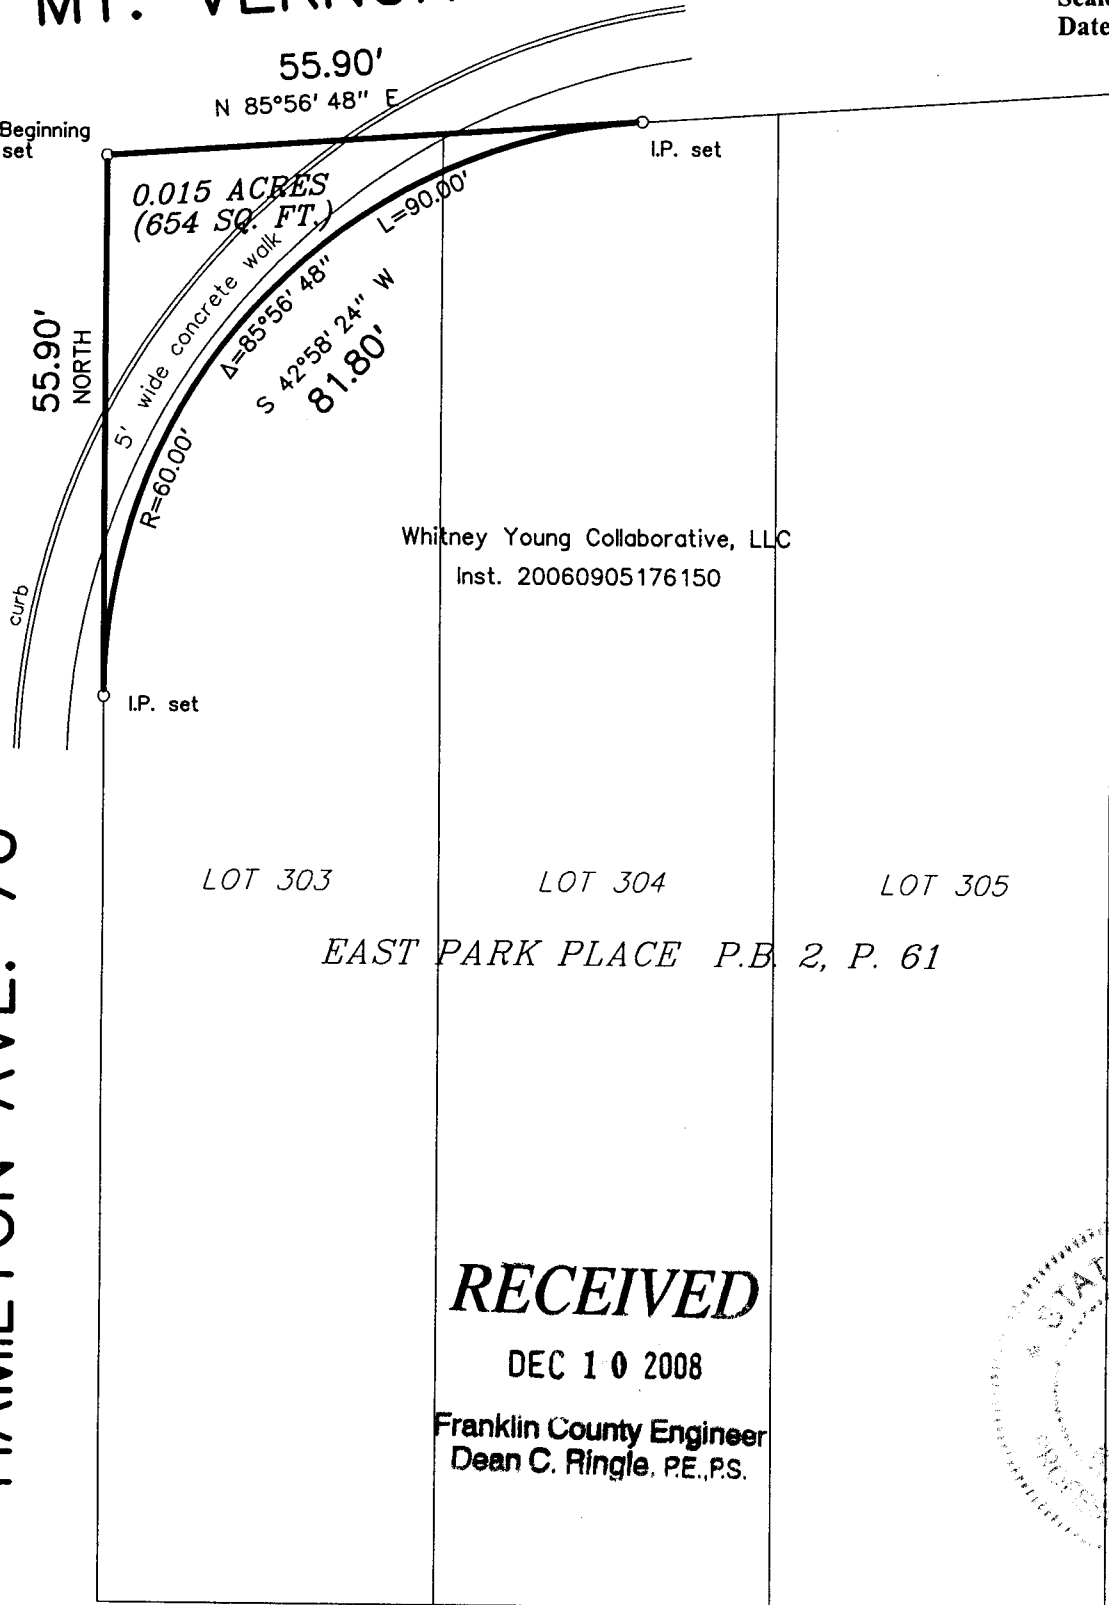 MT. VERNON
Date
55.90'
N 85°56' 48" E
Beginning
set
I.P. set
0.015 ACRES
(654 SQ. FT.)
L=90.00'
5' wide concrete walk
Δ=85°56' 48"
S 42°58' 24" W
81.80'
55.90'
NORTH
R=60.00'
curb
Whitney Young Collaborative, LLC
Inst. 20060905176150
I.P. set
HAMILTON AVE. 70
LOT 303
LOT 304
LOT 305
EAST PARK PLACE P.B. 2, P. 61
RECEIVED
DEC 10 2008
Franklin County Engineer
Dean C. Ringle, P.E., P.S.